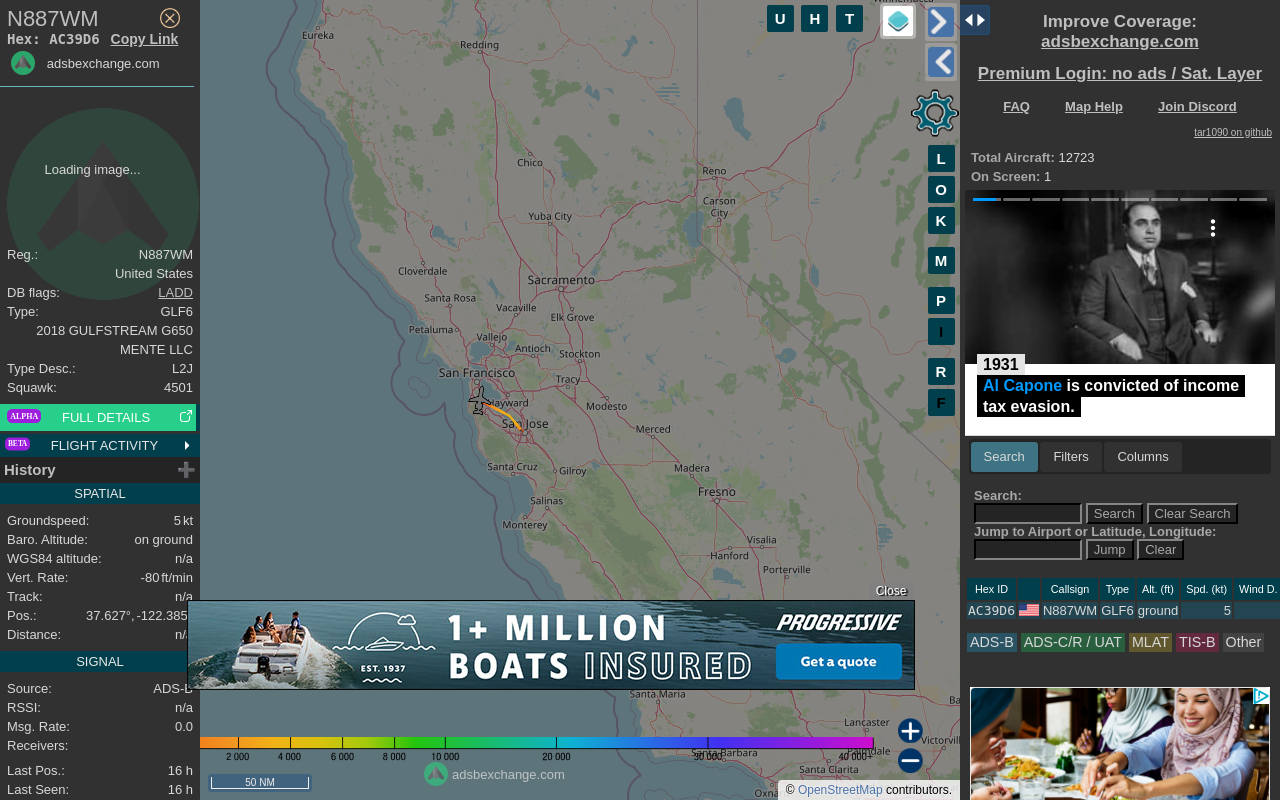 N887WM
Hex: AC39D6 Copy Link
adsbexchange.com
Loading image...
Reg.: N887WM
United States
DB flags: LADD
Type: GLF6
2018 GULFSTREAM G650
MENTE LLC
Type Desc.: L2J
Squawk: 4501
ALPHA FULL DETAILS
BETA FLIGHT ACTIVITY
History
SPATIAL
Groundspeed: 5 kt
Baro. Altitude: on ground
WGS84 altitude: n/a
Vert. Rate: -80 ft/min
Track: n/a
Pos.: 37.627°, -122.385
Distance: n/a
SIGNAL
Source: ADS-B
RSSI: n/a
Msg. Rate: 0.0
Receivers:
Last Pos.: 16 h
Last Seen: 16 h
U H T
L
O
K
M
P
I
R
F
Eureka
Redding
Chico
Reno
Carson
City
Yuba City
Cloverdale
Sacramento
Santa Rosa
Vacaville
Elk Grove
Petaluma
Vallejo
Antioch
Stockton
San Francisco
Tracy
Hayward
Modesto
San Jose
Merced
Santa Cruz
Gilroy
Madera
Fresno
Salinas
Monterey
Visalia
Hanford
Porterville
Close
1+ MILLION
BOATS INSURED
EST. 1937
PROGRESSIVE
Get a quote
Santa Maria
Lancaster
Victorvill
Santa Barbara
Palmdale
Santa Clarita
Oxna
2 000 4 000 6 000 8 000 10 000 20 000 30 000 40 000+
50 NM
adsbexchange.com
© OpenStreetMap contributors.
Improve Coverage:
adsbexchange.com
Premium Login: no ads / Sat. Layer
FAQ Map Help Join Discord
tar1090 on github
Total Aircraft: 12723
On Screen: 1
1931
Al Capone is convicted of income
tax evasion.
Search Filters Columns
Search:
Search Clear Search
Jump to Airport or Latitude, Longitude:
Jump Clear
Hex ID Callsign Type Alt. (ft) Spd. (kt) Wind D.
AC39D6 N887WM GLF6 ground 5
ADS-B ADS-C/R / UAT MLAT TIS-B Other